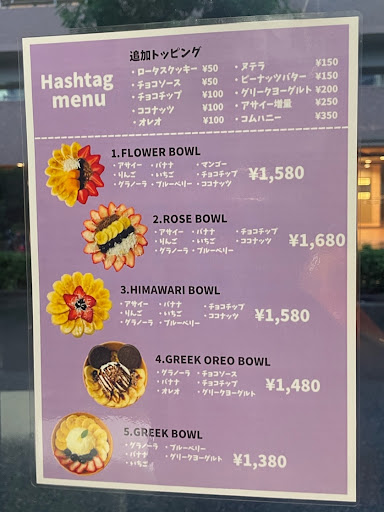 Hashtag
menu
追加トッピング
・ロータスクッキー ¥50
・チョコソース ¥50
・チョコチップ ¥100
・ココナッツ ¥100
・オレオ ¥100
・ヌテラ ¥150
・ピーナッツバター ¥150
・グリークヨーグルト ¥200
・アサイー増量 ¥250
・コムハニー ¥350
1.FLOWER BOWL
・アサイー ・バナナ ・マンゴー
・りんご ・いちご ・チョコチップ
・グラノーラ ・ブルーベリー ・ココナッツ
¥1,580
2.ROSE BOWL
・アサイー ・バナナ ・チョコチップ
・りんご ・いちご ・ココナッツ
・グラノーラ ・ブルーベリー
¥1,680
3.HIMAWARI BOWL
・アサイー ・バナナ ・チョコチップ
・りんご ・いちご ・ココナッツ
・グラノーラ ・ブルーベリー
¥1,580
4.GREEK OREO BOWL
・グラノーラ ・チョコソース
・バナナ ・チョコチップ
・オレオ ・グリークヨーグルト
¥1,480
5.GREEK BOWL
・グラノーラ ・ブルーベリー
・バナナ ・グリークヨーグルト
・いちご
¥1,380